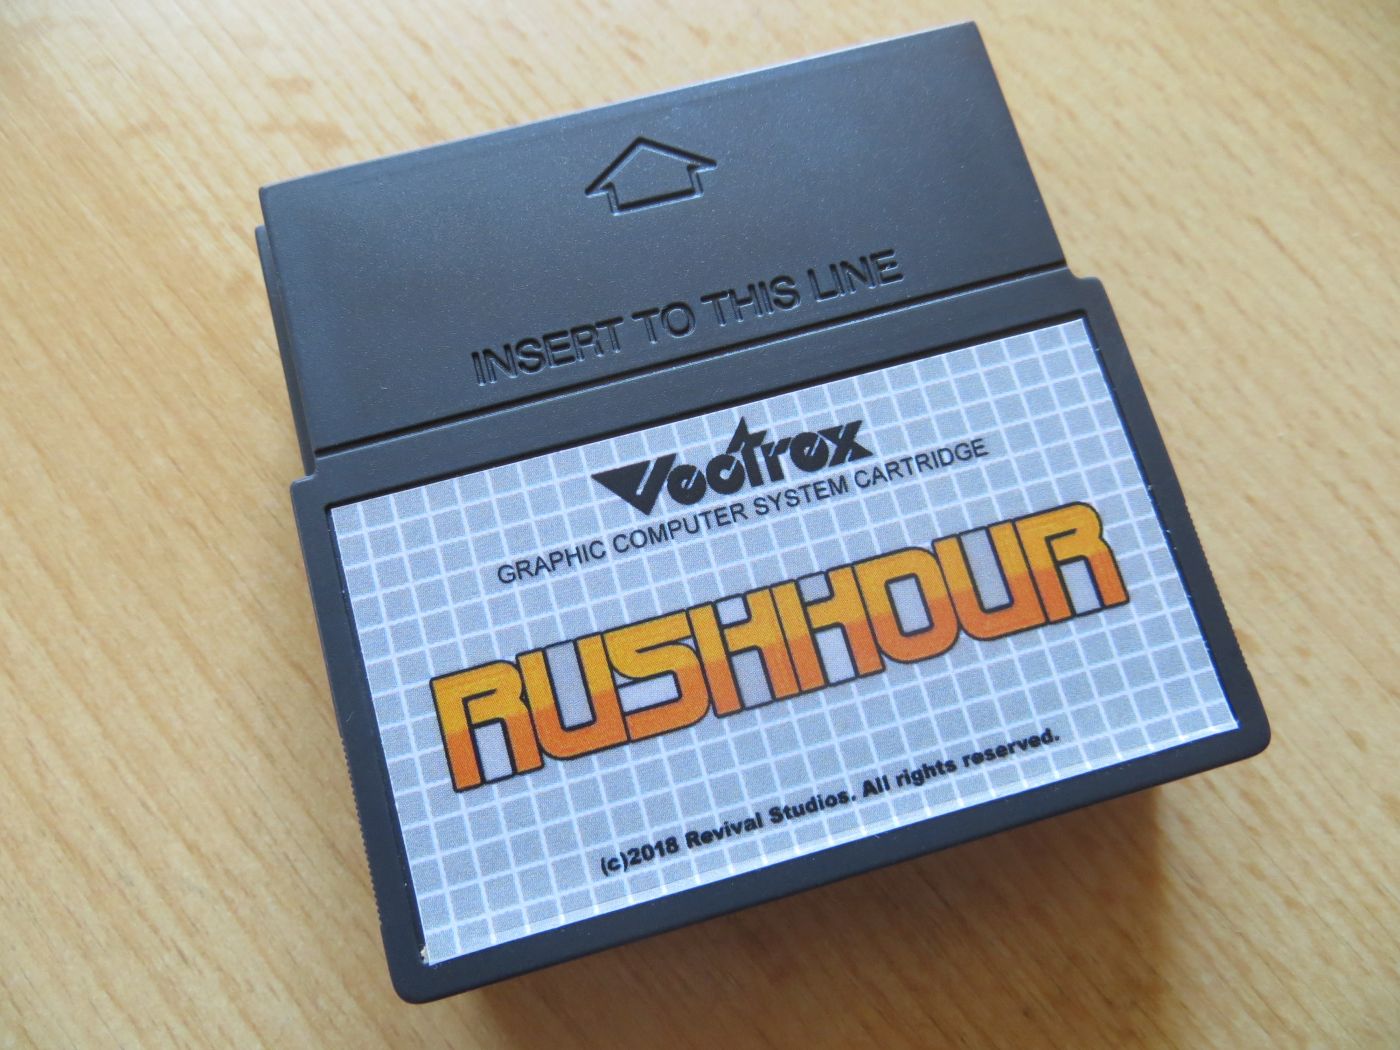 INSERT TO THIS LINE
Vectrex
GRAPHIC COMPUTER SYSTEM CARTRIDGE
RUSHHOUR
(c)2018 Revival Studios. All rights reserved.